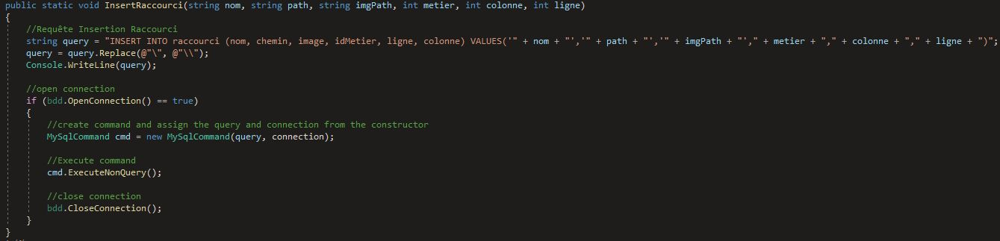 public static void InsertRaccourci(string nom, string path, string imgPath, int metier, int colonne, int ligne)
{
//Requête Insertion Raccourci
string query = "INSERT INTO raccourci (nom, chemin, image, idMetier, ligne, colonne) VALUES('" + nom + "','" + path + "','" + imgPath + "'," + metier + "," + colonne + "," + ligne + ")";
query = query.Replace(@"\", @"\\");
Console.WriteLine(query);
//open connection
if (bdd.OpenConnection() == true)
{
//create command and assign the query and connection from the constructor
MySqlCommand cmd = new MySqlCommand(query, connection);
//Execute command
cmd.ExecuteNonQuery();
//close connection
bdd.CloseConnection();
}
}